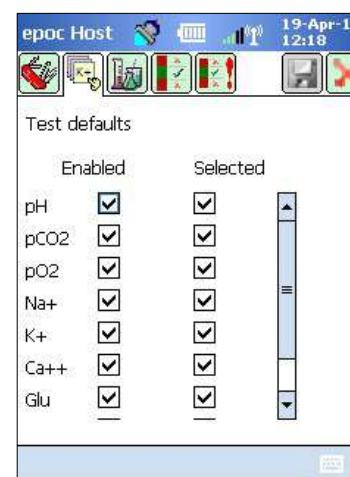 epoc Host
19-Apr-1
12:18
K+
Test defaults
Enabled Selected
pH
pCO2
pO2
Na+
K+
Ca++
Glu